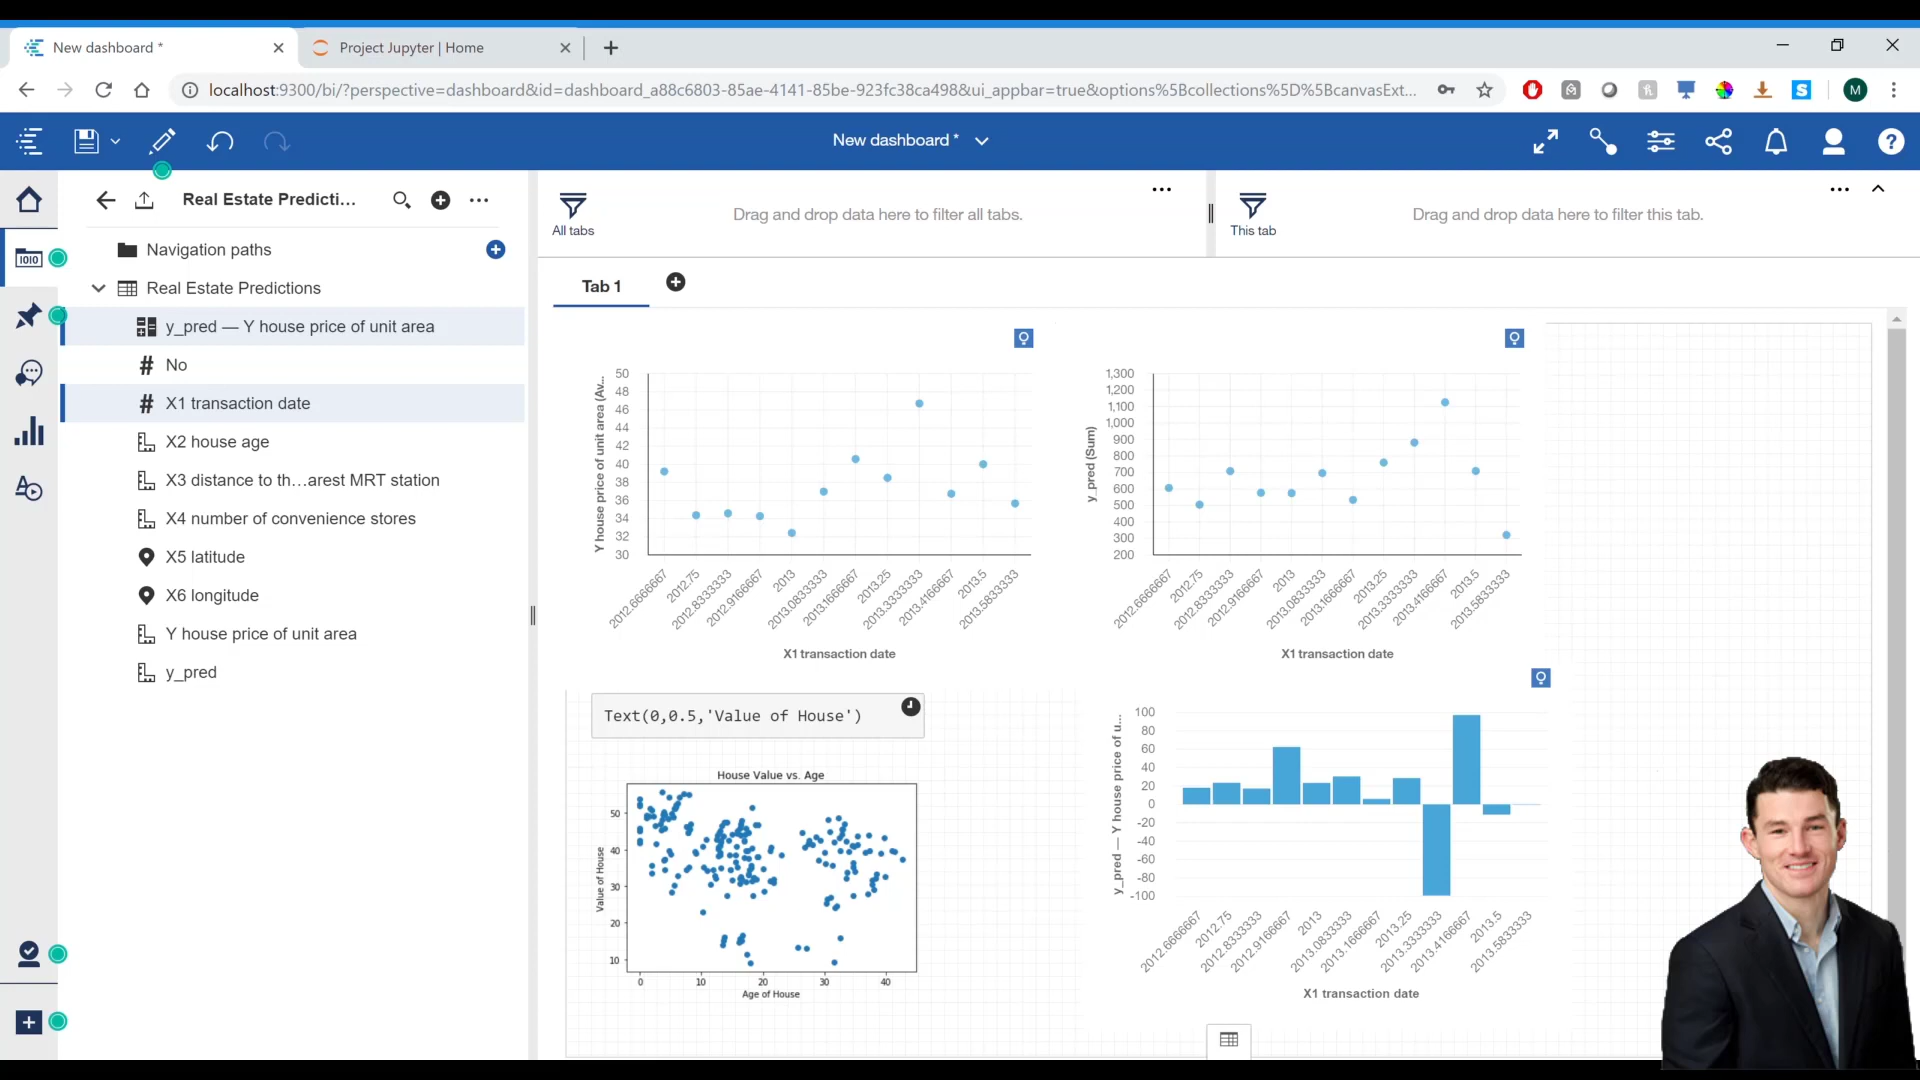 New dashboard *
Project Jupyter | Home
localhost:9300/bi/?perspective=dashboard&id=dashboard_a88c6803-85ae-4141-85be-923fc38ca498&ui_appbar=true&options%5Bcollections%5D%5BcanvasExt...
M
New dashboard *
?
Real Estate Predicti...
All tabs
Drag and drop data here to filter all tabs.
This tab
Drag and drop data here to filter this tab.
Navigation paths
Real Estate Predictions
y_pred — Y house price of unit area
No
X1 transaction date
X2 house age
X3 distance to th...arest MRT station
X4 number of convenience stores
X5 latitude
X6 longitude
Y house price of unit area
y_pred
Tab 1
Y house price of unit area (Av...
50
48
46
44
42
40
38
36
34
32
30
2012.6666667
2012.75
2012.8333333
2012.9166667
2013
2013.0833333
2013.1666667
2013.25
2013.3333333
2013.4166667
2013.5
2013.5833333
X1 transaction date
y_pred (Sum)
1,300
1,200
1,100
1,000
900
800
700
600
500
400
300
200
2012.6666667
2012.75
2012.8333333
2012.9166667
2013
2013.0833333
2013.1666667
2013.25
2013.3333333
2013.4166667
2013.5
2013.5833333
X1 transaction date
Text(0,0.5,'Value of House')
House Value vs. Age
Value of House
50
40
30
20
10
0
10
20
30
40
Age of House
y_pred — Y house price of u...
100
80
60
40
20
0
-20
-40
-60
-80
-100
2012.6666667
2012.75
2012.8333333
2012.9166667
2013
2013.0833333
2013.1666667
2013.25
2013.3333333
2013.4166667
2013.5
2013.5833333
X1 transaction date